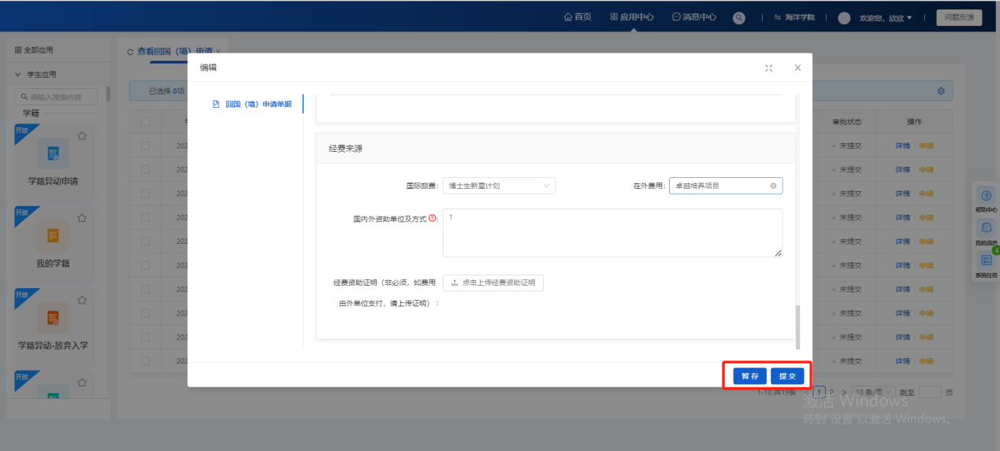 首页 应用中心 消息中心 海洋学院 欢迎您，欣欣 问题反馈
全部应用
查看回国（境）申请 ×
学生应用
请输入搜索内容
学籍
开放
学籍异动申请
开放
我的学籍
开放
学籍异动-放弃入学
开放
已选择 0项
编辑
回国（境）申请单据
经费来源
国际旅费： 博士生新星计划
在外费用： 卓越培养项目
国内外资助单位及方式 ?:
1
经费资助证明（非必须，如费用
由外单位支付，请上传证明）：
点击上传经费资助证明
暂存 提交
审批状态 操作
202 未提交 详情 申请
202 未提交 详情 申请
202 未提交 详情 申请
202 未提交 详情 申请
202 未提交 详情 申请
202 未提交 详情 申请
202 未提交 详情 申请
202 未提交 详情 申请
202 未提交 详情 申请
202 未提交 详情 申请
1-10 共19条 < 1 2 > 10 条/页 跳至 页
帮助中心
我的消息
4
系统任务
激活 Windows
转到"设置"以激活 Windows。